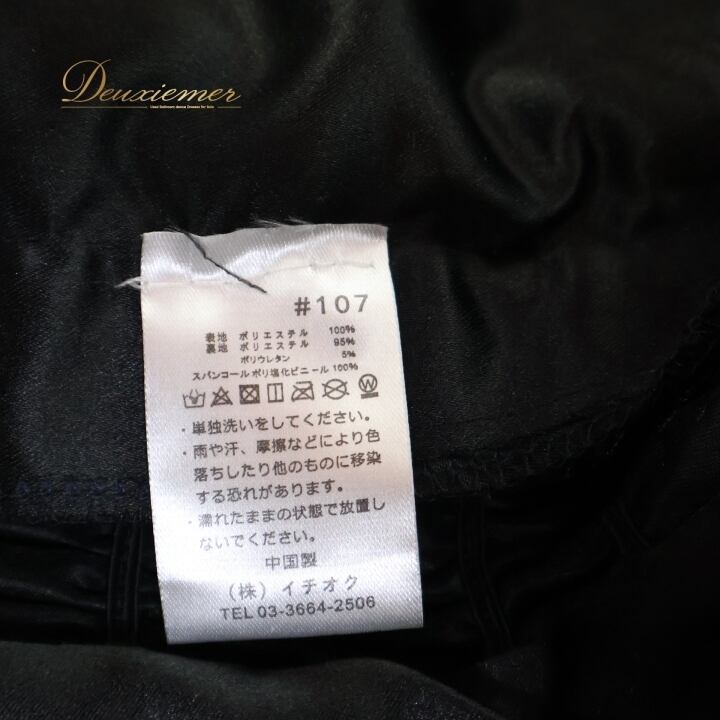 Deuxiemer
Used Ballroom dance Dresses for Sale
#107
表地 ポリエステル 100%
裏地 ポリエステル 95%
ポリウレタン 5%
スパンコール ポリ塩化ビニール 100%
・単独洗いをしてください。
・雨や汗、摩擦などにより色
落ちしたり他のものに移染
する恐れがあります。
・濡れたままの状態で放置し
ないでください。
中国製
(株) イチオク
TEL 03-3664-2506